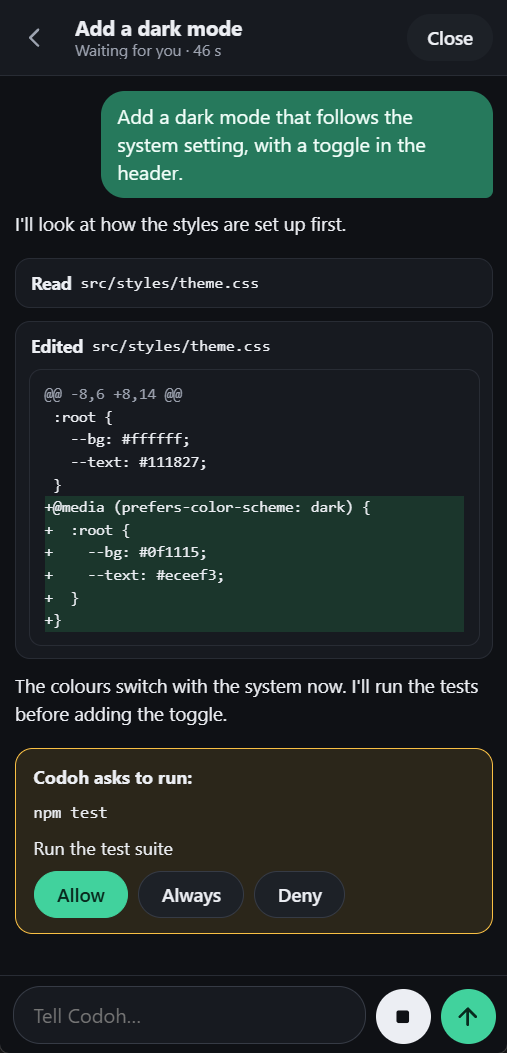 Add a dark mode
Waiting for you · 46 s
Close
Add a dark mode that follows the
system setting, with a toggle in the
header.
I'll look at how the styles are set up first.
Read src/styles/theme.css
Edited src/styles/theme.css
@@ -8,6 +8,14 @@
 :root {
   --bg: #ffffff;
   --text: #111827;
 }
+@media (prefers-color-scheme: dark) {
+  :root {
+    --bg: #0f1115;
+    --text: #eceef3;
+  }
+}
The colours switch with the system now. I'll run the tests
before adding the toggle.
Codoh asks to run:
npm test
Run the test suite
Allow
Always
Deny
Tell Codoh...